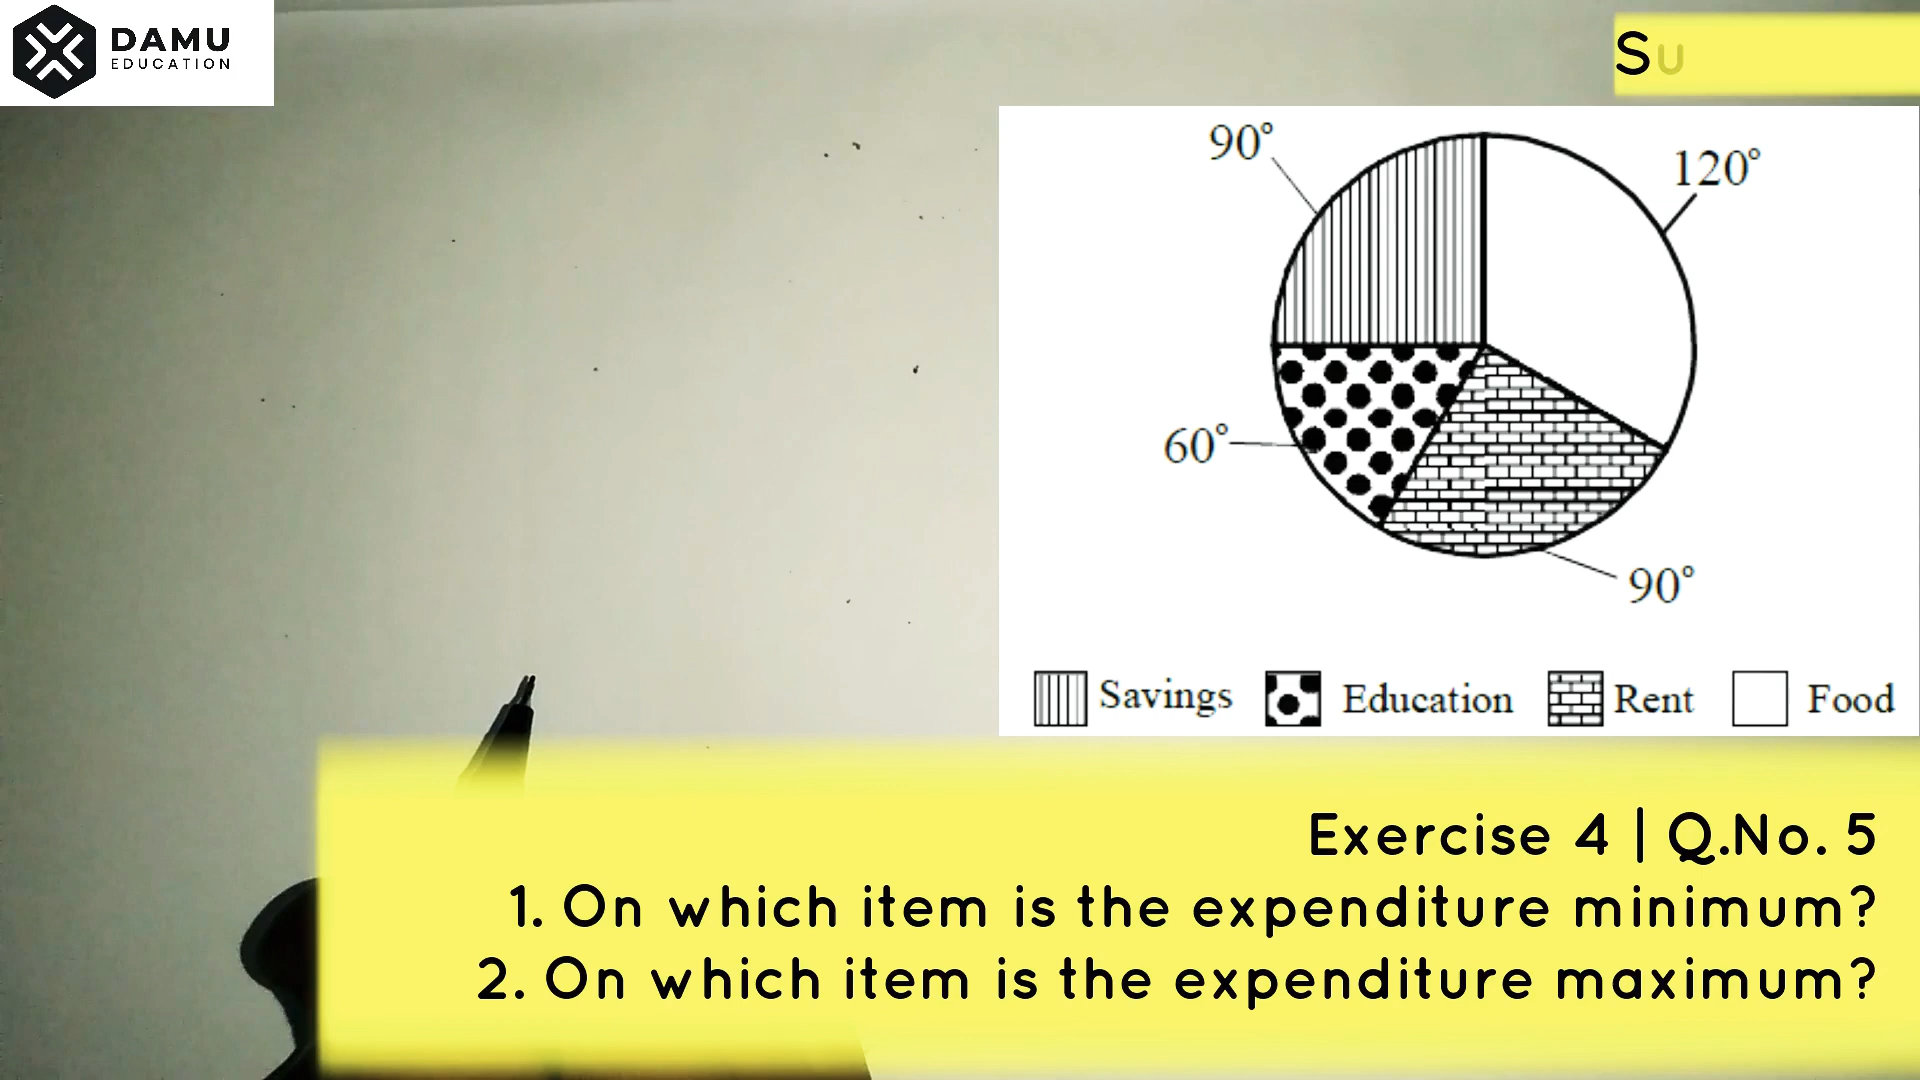 DAMU
EDUCATION
Su
90°
120°
60°
90°
Savings Education Rent Food
Exercise 4 | Q.No. 5
1. On which item is the expenditure minimum?
2. On which item is the expenditure maximum?